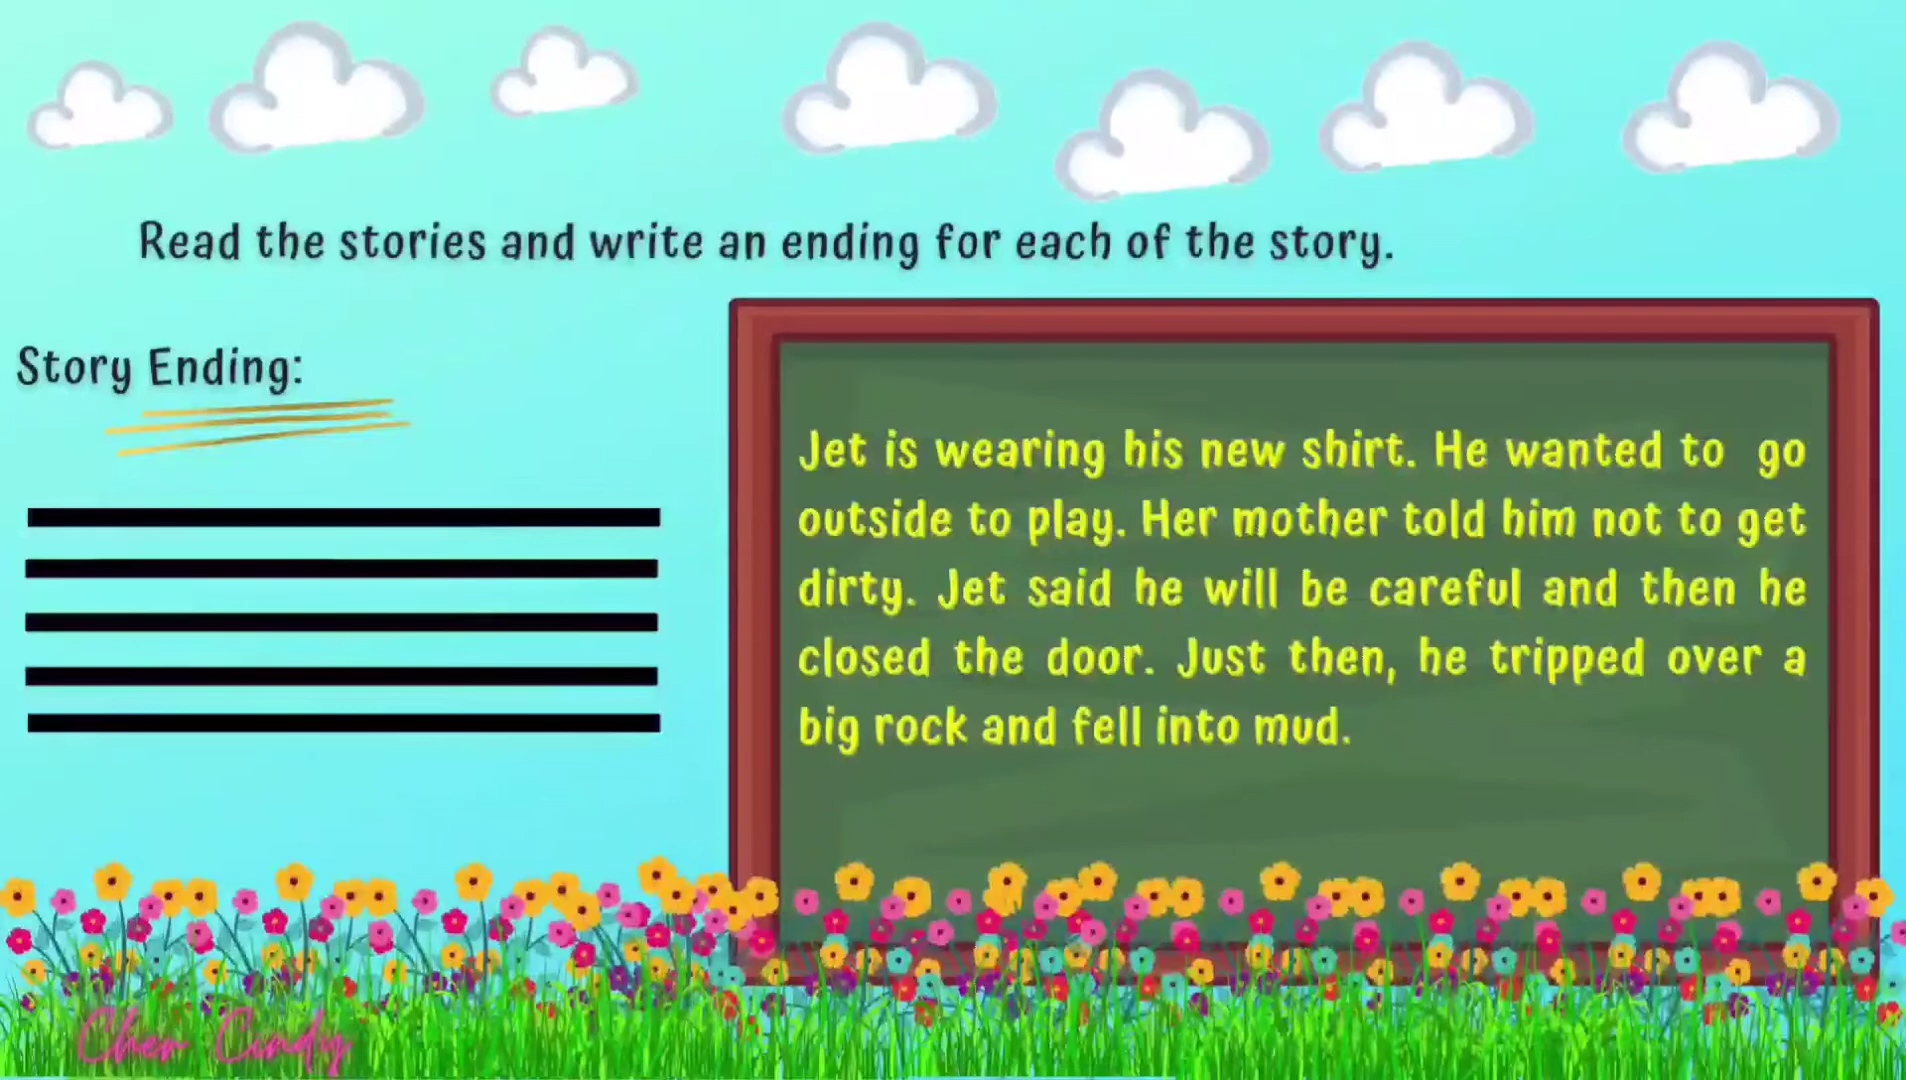 Read the stories and write an ending for each of the story.
Story Ending:
Jet is wearing his new shirt. He wanted to go
outside to play. Her mother told him not to get
dirty. Jet said he will be careful and then he
closed the door. Just then, he tripped over a
big rock and fell into mud.
Cher Cindy